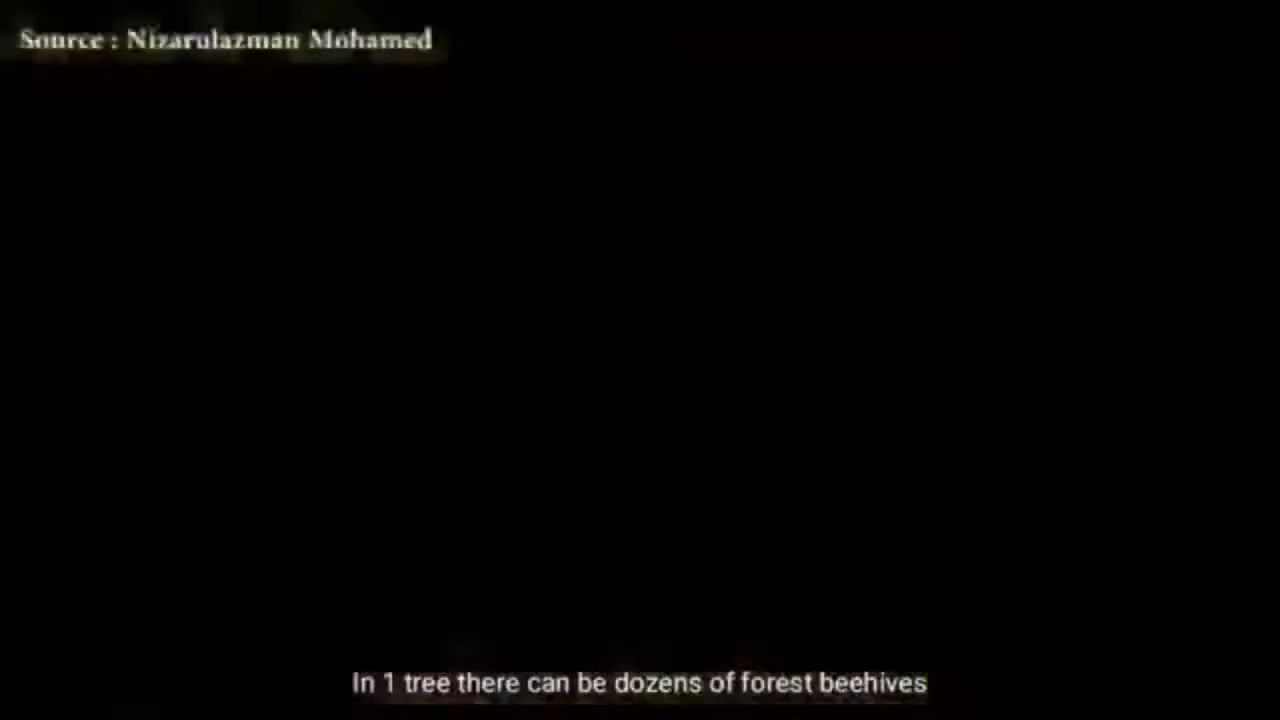 Source : Nizarulazman Mohamed
In 1 tree there can be dozens of forest beehives